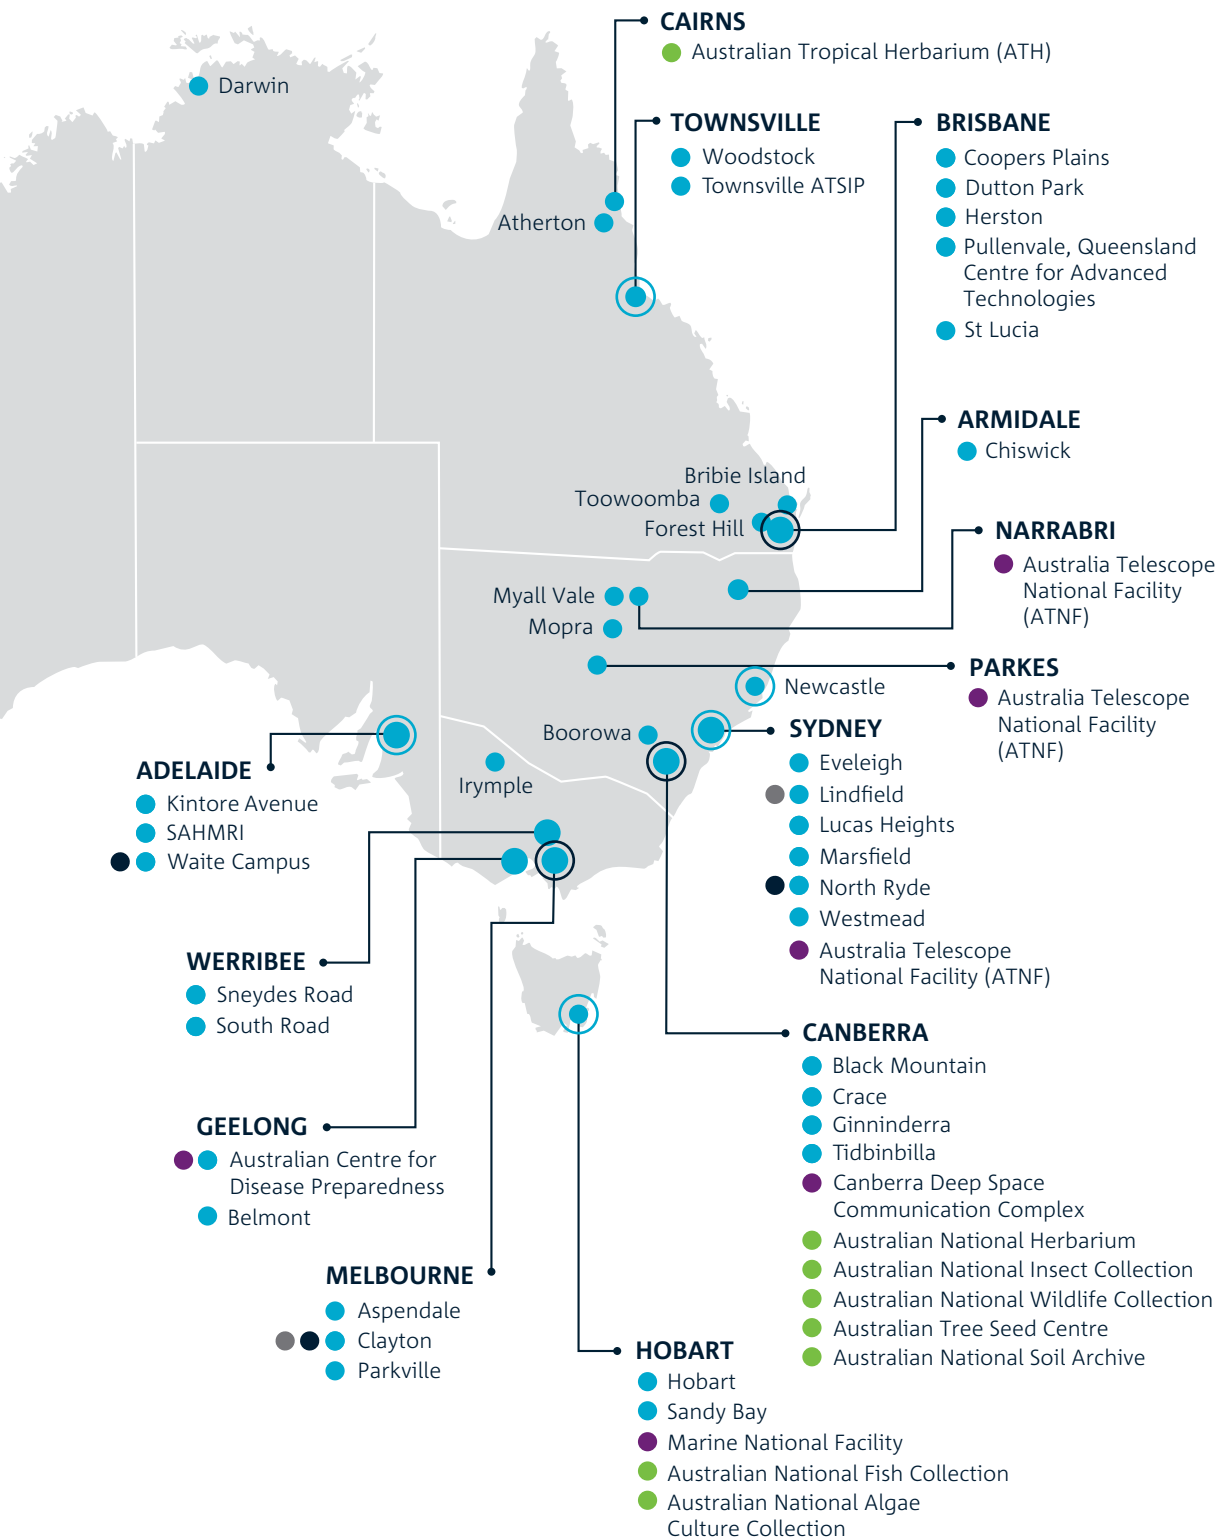 CAIRNS
Australian Tropical Herbarium (ATH)
Darwin
TOWNSVILLE
Woodstock
Townsville ATSIP
BRISBANE
Coopers Plains
Dutton Park
Herston
Pullenvale, Queensland
Centre for Advanced
Technologies
St Lucia
Atherton
ARMIDALE
Chiswick
Bribie Island
Toowoomba
Forest Hill
NARRABRI
Australia Telescope
National Facility
(ATNF)
Myall Vale
Mopra
PARKES
Australia Telescope
National Facility
(ATNF)
Newcastle
Boorowa
SYDNEY
Eveleigh
Lindfield
Lucas Heights
Marsfield
North Ryde
Westmead
Australia Telescope
National Facility (ATNF)
Irymple
ADELAIDE
Kintore Avenue
SAHMRI
Waite Campus
WERRIBEE
Sneydes Road
South Road
CANBERRA
Black Mountain
Crace
Ginninderra
Tidbinbilla
Canberra Deep Space
Communication Complex
Australian National Herbarium
Australian National Insect Collection
Australian National Wildlife Collection
Australian Tree Seed Centre
Australian National Soil Archive
GEELONG
Australian Centre for
Disease Preparedness
Belmont
MELBOURNE
Aspendale
Clayton
Parkville
HOBART
Hobart
Sandy Bay
Marine National Facility
Australian National Fish Collection
Australian National Algae
Culture Collection